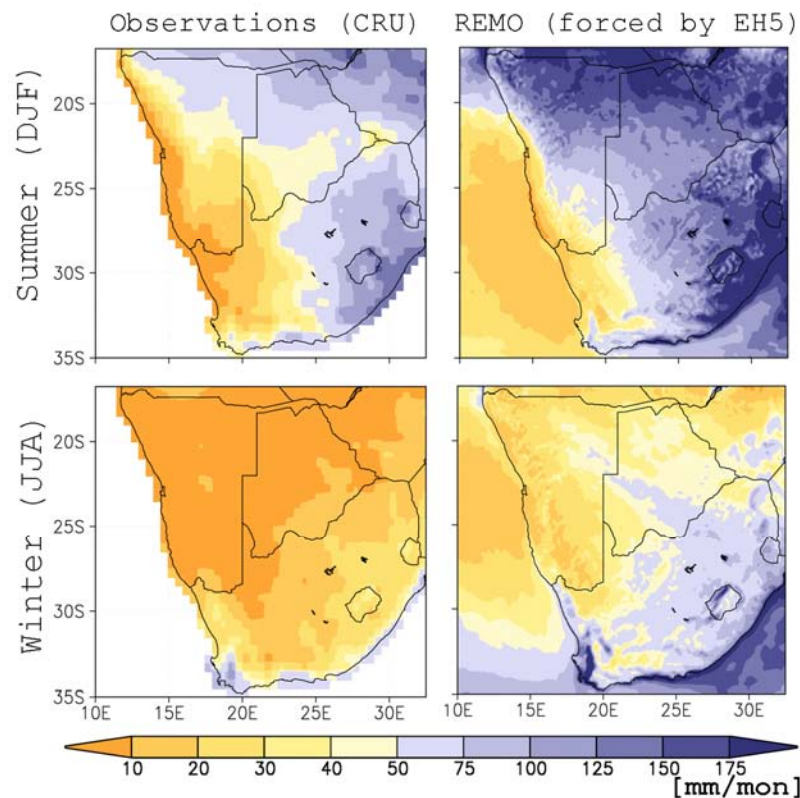 Observations (CRU) REMO (forced by EH5)
Summer (DJF)
20S
25S
30S
35S
Winter (JJA)
20S
25S
30S
35S
10E 15E 20E 25E 30E 10E 15E 20E 25E 30E
10 20 30 40 50 75 100 125 150 175
[mm/mon]